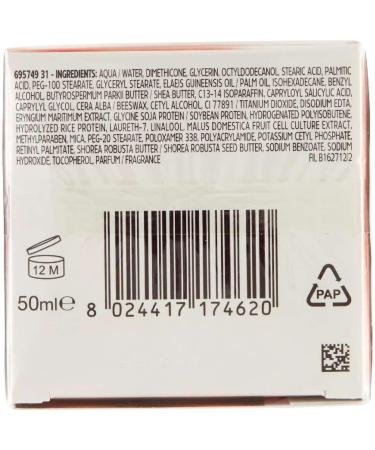 695749 31 - INGREDIENTS: AQUA / WATER, DIMETHICONE, GLYCERIN, OCTYLDODECANOL, STEARIC ACID, PALMITIC
ACID, PEG-100 STEARATE, GLYCERYL STEARATE, ELAEIS GUINEENSIS OIL / PALM OIL, ISOHEXADECANE, BENZYL
ALCOHOL, BUTYROSPERMUM PARKII BUTTER / SHEA BUTTER, C13-14 ISOPARAFFIN, CAPRYLOYL SALICYLIC ACID,
CAPRYLYL GLYCOL, CERA ALBA / BEESWAX, CETYL ALCOHOL, CI 77891 / TITANIUM DIOXIDE, DISODIUM EDTA,
ERYNGIUM MARITIMUM EXTRACT, GLYCINE SOJA PROTEIN / SOYBEAN PROTEIN, HYDROGENATED POLYISOBUTENE,
HYDROLYZED RICE PROTEIN, LAURETH-7, LINALOOL, MALUS DOMESTICA FRUIT CELL CULTURE EXTRACT,
METHYLPARABEN, MICA, PEG-20 STEARATE, POLOXAMER 338, POLYACRYLAMIDE, POTASSIUM CETYL PHOSPHATE,
RETINYL PALMITATE, SHOREA ROBUSTA BUTTER / SHOREA ROBUSTA SEED BUTTER, SODIUM BENZOATE, SODIUM
HYDROXIDE, TOCOPHEROL, PARFUM / FRAGRANCE
FIL B162712/2
12 M
50ml e
8 024417 174620
PAP